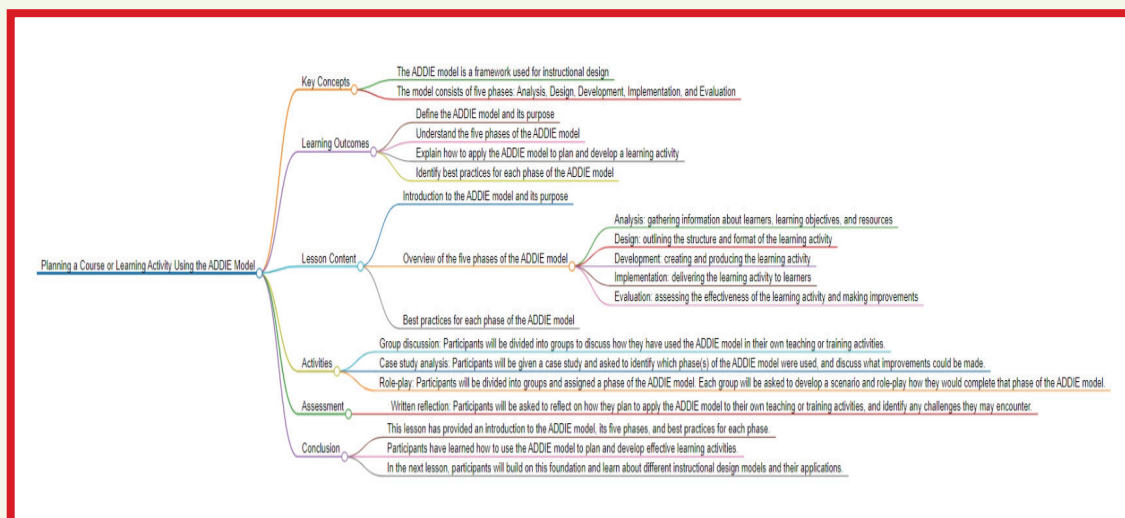 Key Concepts
The ADDIE model is a framework used for instructional design
The model consists of five phases: Analysis, Design, Development, Implementation, and Evaluation
Learning Outcomes
Define the ADDIE model and its purpose
Understand the five phases of the ADDIE model
Explain how to apply the ADDIE model to plan and develop a learning activity
Identify best practices for each phase of the ADDIE model
Planning a Course or Learning Activity Using the ADDIE Model
Lesson Content
Introduction to the ADDIE model and its purpose
Overview of the five phases of the ADDIE model
Analysis: gathering information about learners, learning objectives, and resources
Design: outlining the structure and format of the learning activity
Development: creating and producing the learning activity
Implementation: delivering the learning activity to learners
Evaluation: assessing the effectiveness of the learning activity and making improvements
Best practices for each phase of the ADDIE model
Activities
Group discussion: Participants will be divided into groups to discuss how they have used the ADDIE model in their own teaching or training activities.
Case study analysis: Participants will be given a case study and asked to identify which phase(s) of the ADDIE model were used, and discuss what improvements could be made.
Role-play: Participants will be divided into groups and assigned a phase of the ADDIE model. Each group will be asked to develop a scenario and role-play how they would complete that phase of the ADDIE model.
Assessment
Written reflection: Participants will be asked to reflect on how they plan to apply the ADDIE model to their own teaching or training activities, and identify any challenges they may encounter.
Conclusion
This lesson has provided an introduction to the ADDIE model, its five phases, and best practices for each phase.
Participants have learned how to use the ADDIE model to plan and develop effective learning activities.
In the next lesson, participants will build on this foundation and learn about different instructional design models and their applications.